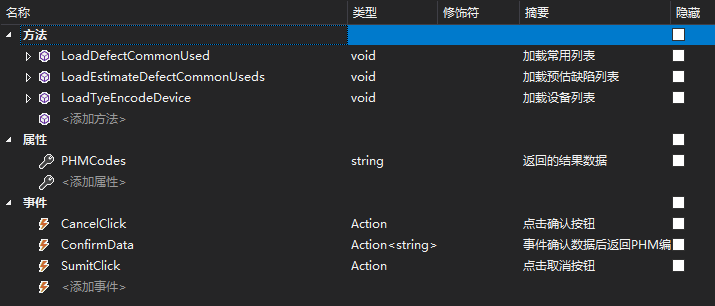 名称 类型 修饰符 摘要 隐藏
方法
LoadDefectCommonUsed void 加载常用列表
LoadEstimateDefectCommonUseds void 加载预估缺陷列表
LoadTyeEncodeDevice void 加载设备列表
<添加方法>
属性
PHMCodes string 返回的结果数据
<添加属性>
事件
CancelClick Action 点击确认按钮
ConfirmData Action<string> 事件确认数据后返回PHM编
SumitClick Action 点击取消按钮
<添加事件>